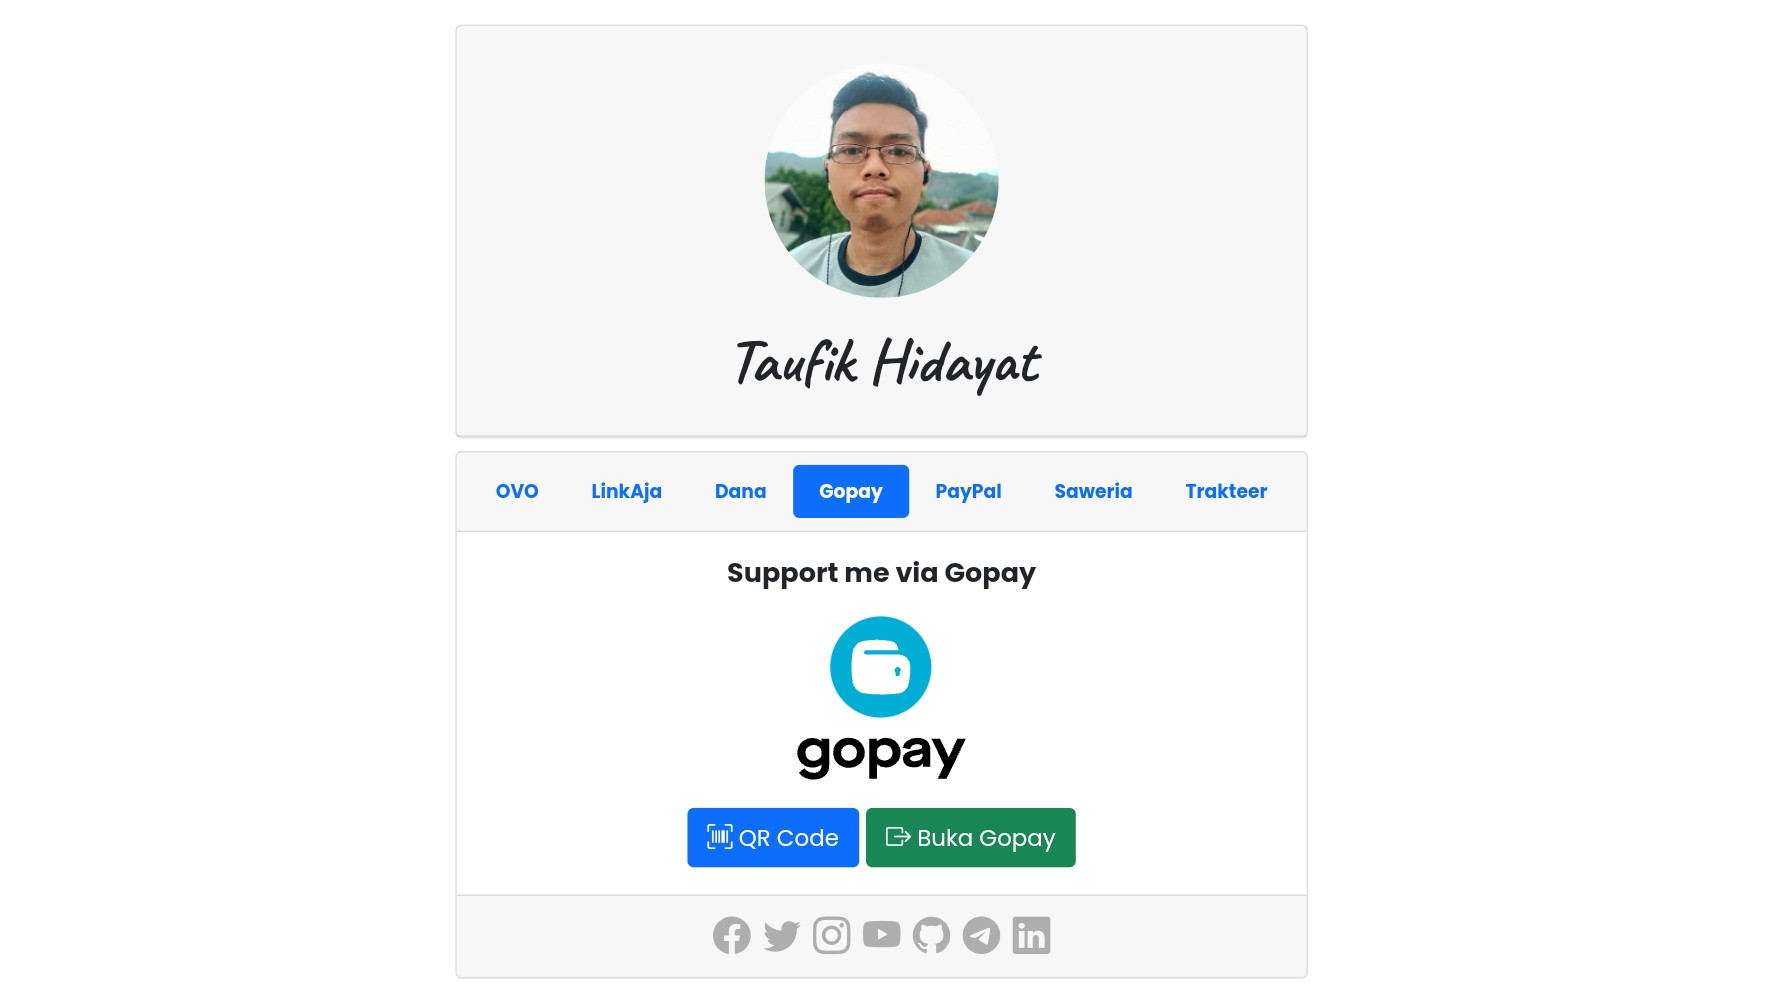 Taufik Hidayat
OVO LinkAja Dana Gopay PayPal Saweria Trakteer
Support me via Gopay
gopay
QR Code Buka Gopay